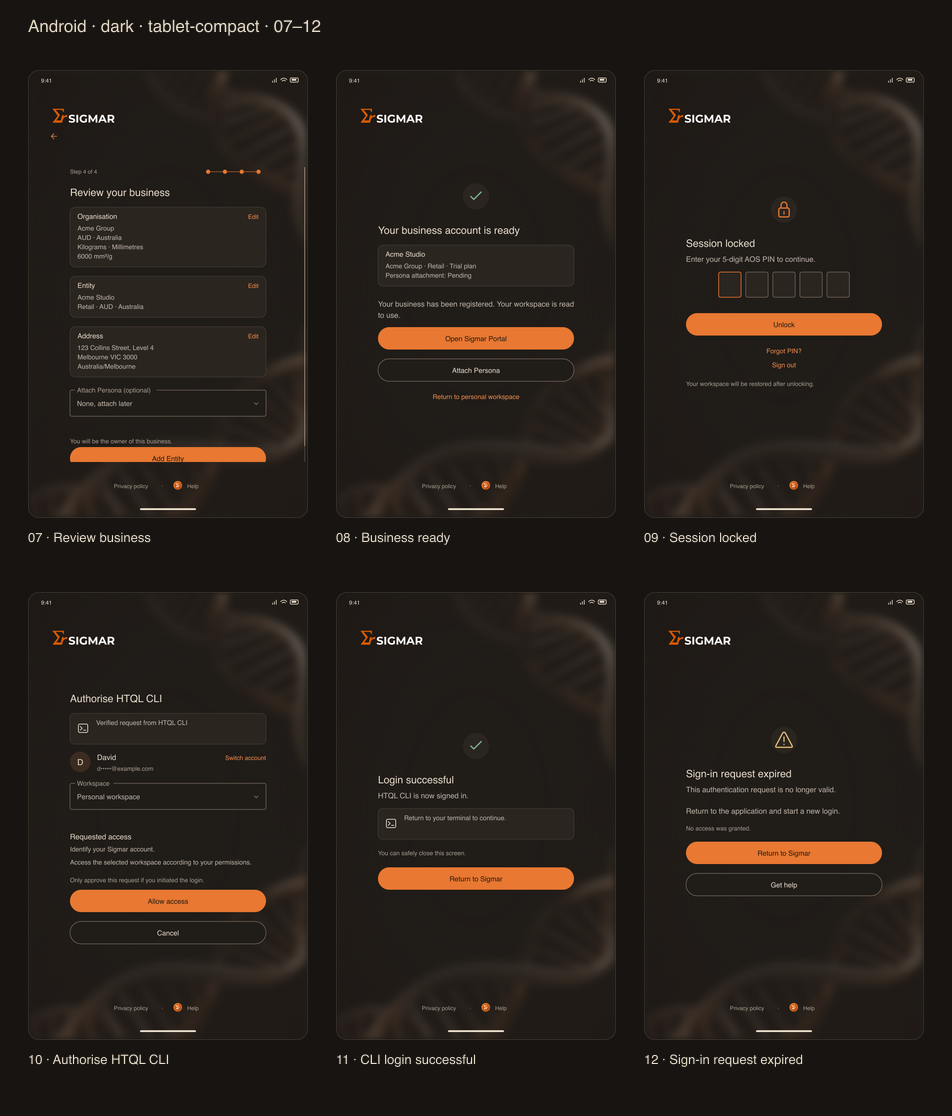 Android · dark · tablet-compact · 07–12
9:41
SIGMAR
Step 4 of 4
Review your business
Organisation
Edit
Acme Group
AUD · Australia
Kilograms · Millimetres
6000 mm²/g
Entity
Edit
Acme Studio
Retail · AUD · Australia
Address
Edit
123 Collins Street, Level 4
Melbourne VIC 3000
Australia/Melbourne
Attach Persona (optional)
None, attach later
You will be the owner of this business.
Add Entity
Privacy policy · Help
07 · Review business
9:41
SIGMAR
Your business account is ready
Acme Studio
Acme Group · Retail · Trial plan
Persona attachment: Pending
Your business has been registered. Your workspace is read
to use.
Open Sigmar Portal
Attach Persona
Return to personal workspace
Privacy policy · Help
08 · Business ready
9:41
SIGMAR
Session locked
Enter your 5-digit AOS PIN to continue.
Unlock
Forgot PIN?
Sign out
Your workspace will be restored after unlocking.
Privacy policy · Help
09 · Session locked
9:41
SIGMAR
Authorise HTQL CLI
Verified request from HTQL CLI
D
David
Switch account
d•••••@example.com
Workspace
Personal workspace
Requested access
Identify your Sigmar account.
Access the selected workspace according to your permissions.
Only approve this request if you initiated the login.
Allow access
Cancel
Privacy policy · Help
10 · Authorise HTQL CLI
9:41
SIGMAR
Login successful
HTQL CLI is now signed in.
Return to your terminal to continue.
You can safely close this screen.
Return to Sigmar
Privacy policy · Help
11 · CLI login successful
9:41
SIGMAR
Sign-in request expired
This authentication request is no longer valid.
Return to the application and start a new login.
No access was granted.
Return to Sigmar
Get help
Privacy policy · Help
12 · Sign-in request expired